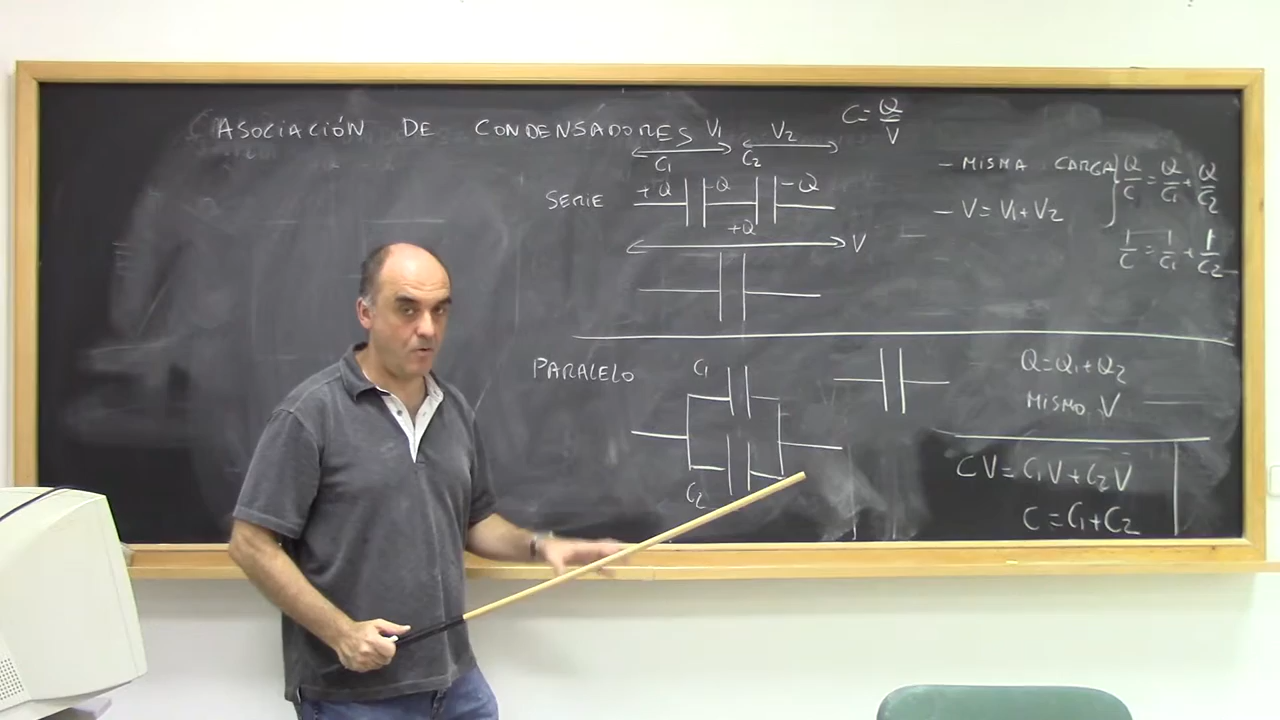 ASOCIACIÓN DE CONDENSADORES
C = Q/V
V1 V2
C1 C2
SERIE +Q -Q +Q -Q
V
- MISMA CARGA
- V = V1 + V2
Q/C = Q/C1 + Q/C2
1/C = 1/C1 + 1/C2
PARALELO
C1
C2
Q = Q1 + Q2
MISMO V
CV = C1V + C2V
C = C1 + C2